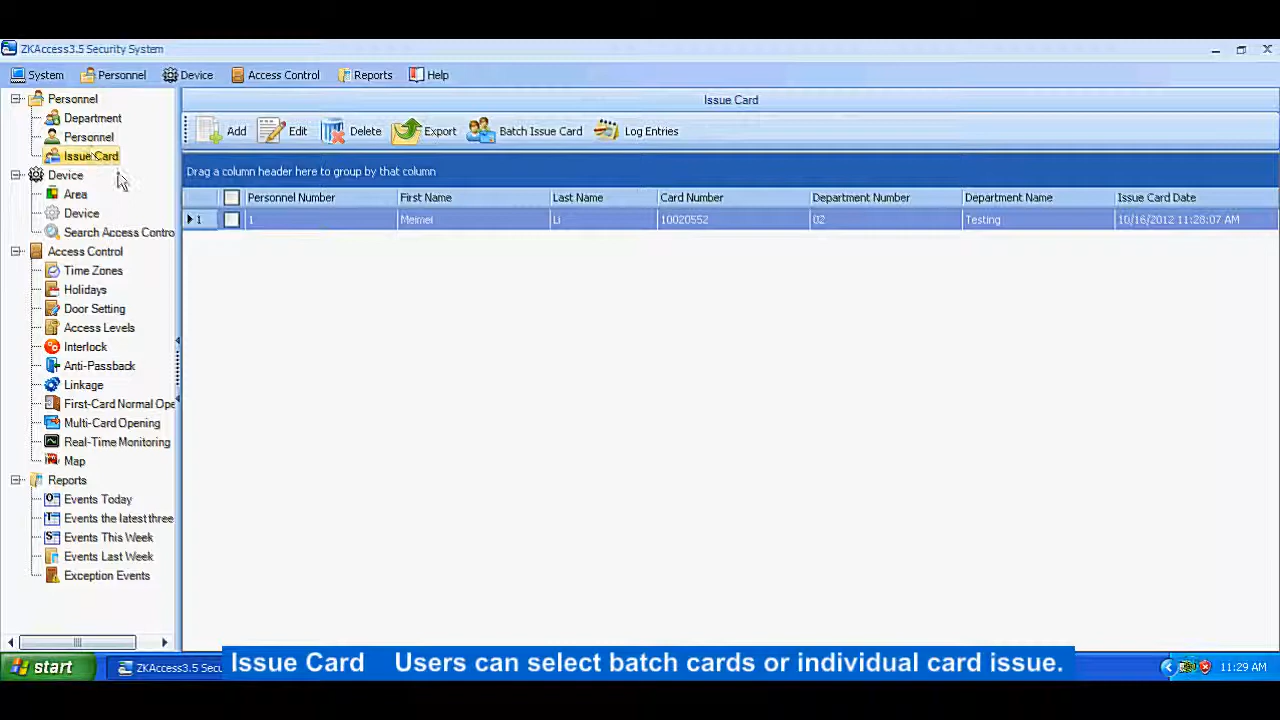 ZKAccess3.5 Security System
System Personnel Device Access Control Reports Help
Personnel
Department
Personnel
Issue Card
Device
Area
Device
Search Access Contro
Access Control
Time Zones
Holidays
Door Setting
Access Levels
Interlock
Anti-Passback
Linkage
First-Card Normal Ope
Multi-Card Opening
Real-Time Monitoring
Map
Reports
Events Today
Events the latest three
Events This Week
Events Last Week
Exception Events
Issue Card
Add Edit Delete Export Batch Issue Card Log Entries
Drag a column header here to group by that column
Personnel Number First Name Last Name Card Number Department Number Department Name Issue Card Date
1 1 Meimei Li 10020552 02 Testing 10/16/2012 11:28:07 AM
Issue Card Users can select batch cards or individual card issue.
start ZKAccess3.5 Secu 11:29 AM